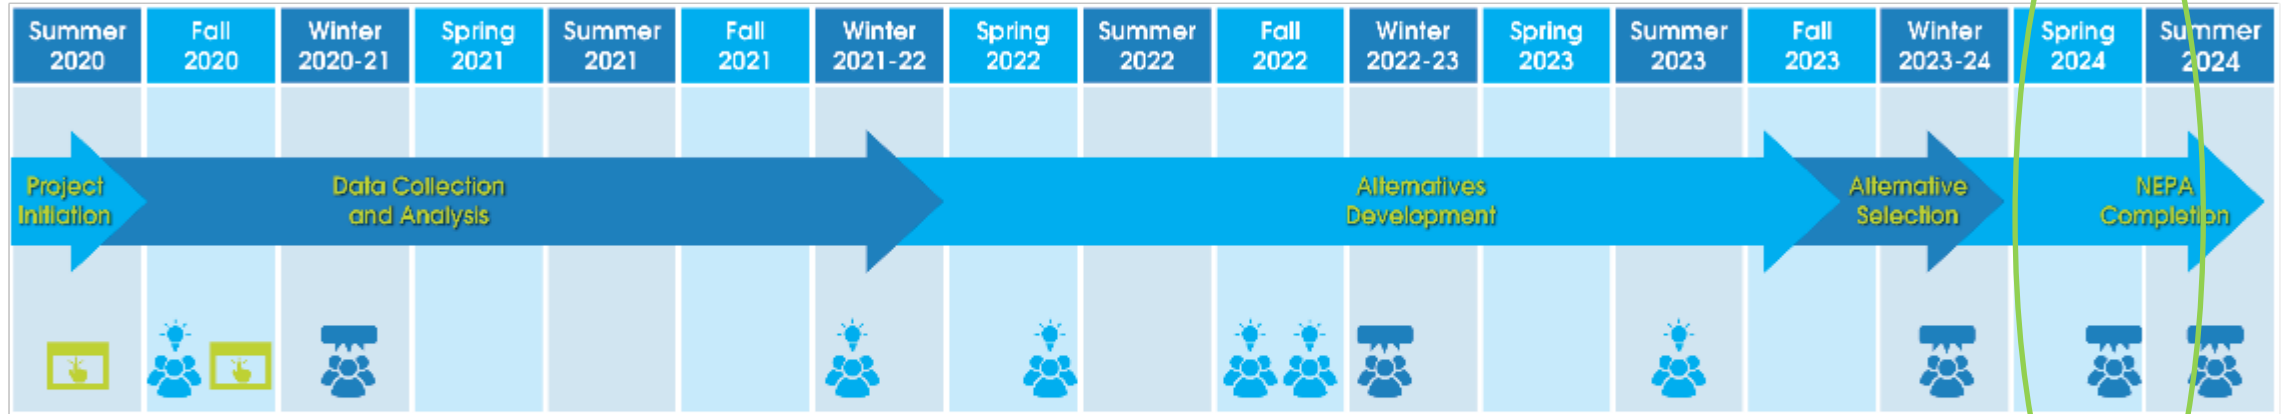 Summer
2020
Fall
2020
Winter
2020-21
Spring
2021
Summer
2021
Fall
2021
Winter
2021-22
Spring
2022
Summer
2022
Fall
2022
Winter
2022-23
Spring
2023
Summer
2023
Fall
2023
Winter
2023-24
Spring
2024
Summer
2024
Project
Initiation
Data Collection
and Analysis
Alternatives
Development
Alternative
Selection
NEPA
Completion